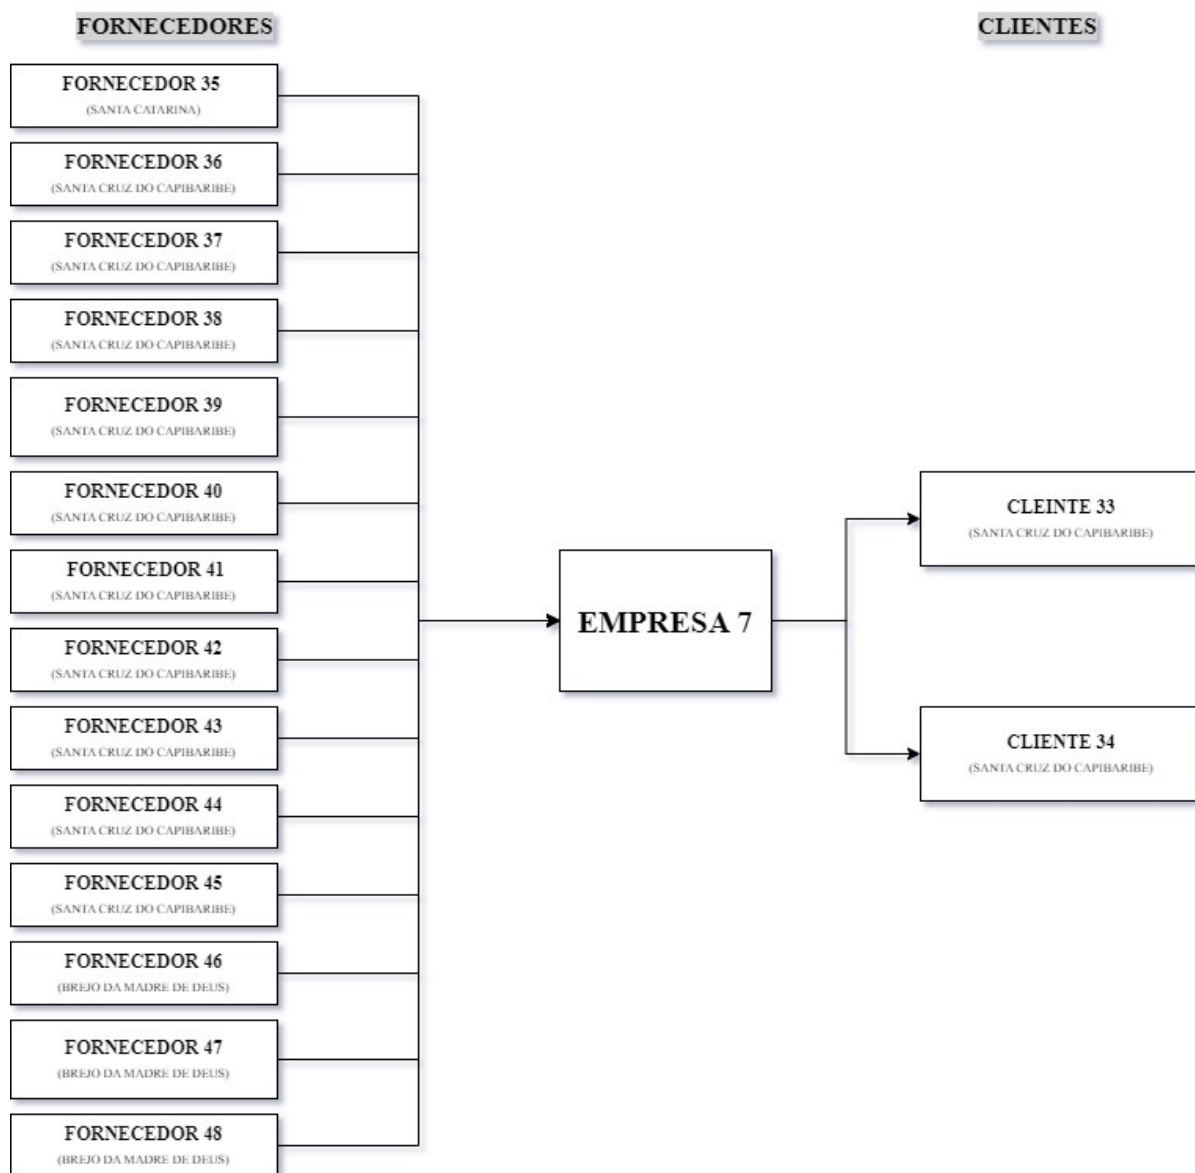 FORNECEDORES
CLIENTES
FORNECEDOR 35
(SANTA CATARINA)
FORNECEDOR 36
(SANTA CRUZ DO CAPIBARIBE)
FORNECEDOR 37
(SANTA CRUZ DO CAPIBARIBE)
FORNECEDOR 38
(SANTA CRUZ DO CAPIBARIBE)
FORNECEDOR 39
(SANTA CRUZ DO CAPIBARIBE)
FORNECEDOR 40
(SANTA CRUZ DO CAPIBARIBE)
FORNECEDOR 41
(SANTA CRUZ DO CAPIBARIBE)
FORNECEDOR 42
(SANTA CRUZ DO CAPIBARIBE)
FORNECEDOR 43
(SANTA CRUZ DO CAPIBARIBE)
FORNECEDOR 44
(SANTA CRUZ DO CAPIBARIBE)
FORNECEDOR 45
(SANTA CRUZ DO CAPIBARIBE)
FORNECEDOR 46
(BREJO DA MADRE DE DEUS)
FORNECEDOR 47
(BREJO DA MADRE DE DEUS)
FORNECEDOR 48
(BREJO DA MADRE DE DEUS)
EMPRESA 7
CLEINTE 33
(SANTA CRUZ DO CAPIBARIBE)
CLIENTE 34
(SANTA CRUZ DO CAPIBARIBE)